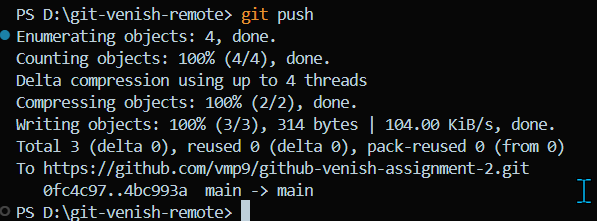 PS D:\git-venish-remote> git push
Enumerating objects: 4, done.
Counting objects: 100% (4/4), done.
Delta compression using up to 4 threads
Compressing objects: 100% (2/2), done.
Writing objects: 100% (3/3), 314 bytes | 104.00 KiB/s, done.
Total 3 (delta 0), reused 0 (delta 0), pack-reused 0 (from 0)
To https://github.com/vmp9/github-venish-assignment-2.git
   0fc4c97..4bc993a  main -> main
PS D:\git-venish-remote>